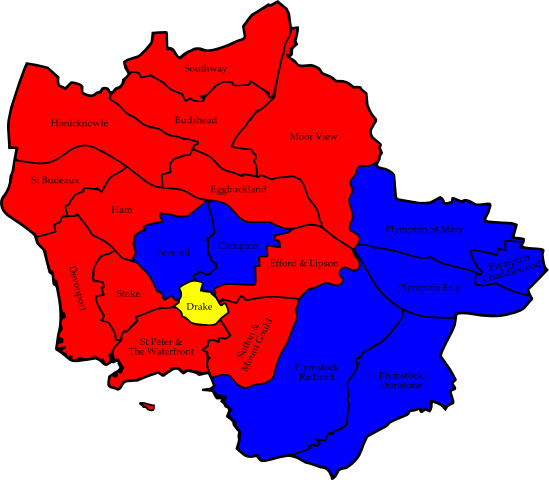 Southway
Honicknowle
Budshead
Moor View
St Budeaux
Eggbuckland
Ham
Plympton St Mary
Peverell
Compton
Efford & Lipson
Plympton
Chaddlewood
Devonport
Stoke
Plympton Erle
Drake
St Peter &
The Waterfront
Sutton &
Mount Gould
Plymstock
Radford
Plymstock
Dunstone